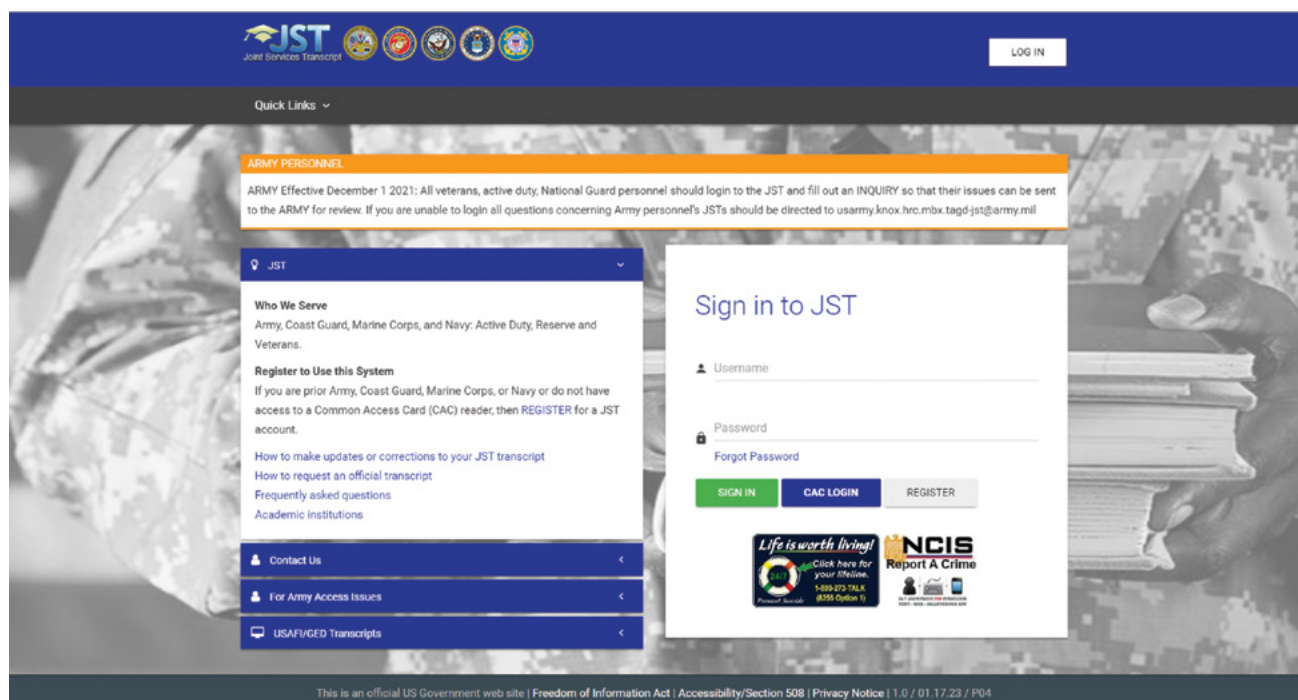 JST
Joint Services Transcript
LOG IN
Quick Links
ARMY PERSONNEL
ARMY Effective December 1 2021: All veterans, active duty, National Guard personnel should login to the JST and fill out an INQUIRY so that their issues can be sent
to the ARMY for review. If you are unable to login all questions concerning Army personnel's JSTs should be directed to usarmy.knox.hrc.mbx.tagd-jst@army.mil
JST
Who We Serve
Army, Coast Guard, Marine Corps, and Navy: Active Duty, Reserve and
Veterans.
Register to Use this System
If you are prior Army, Coast Guard, Marine Corps, or Navy or do not have
access to a Common Access Card (CAC) reader, then REGISTER for a JST
account.
How to make updates or corrections to your JST transcript
How to request an official transcript
Frequently asked questions
Academic institutions
Contact Us
For Army Access Issues
USAFI/GED Transcripts
Sign in to JST
Username
Password
Forgot Password
SIGN IN
CAC LOGIN
REGISTER
Life is worth living!
Click here for
your lifeline.
24/7
1-800-273-TALK
(8255 Option 1)
Prevent Suicide
NCIS
Report A Crime
This is an official US Government web site | Freedom of Information Act | Accessibility/Section 508 | Privacy Notice | 1.0 / 01.17.23 / P04